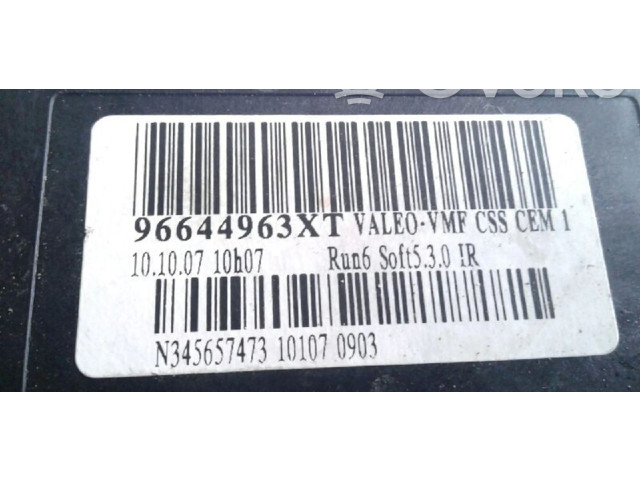 96644963XT VALEO-VMF CSS CEM 1
10.10.07 10h07 Run6 Soft5.3.0 IR
N345657473 10107 0903